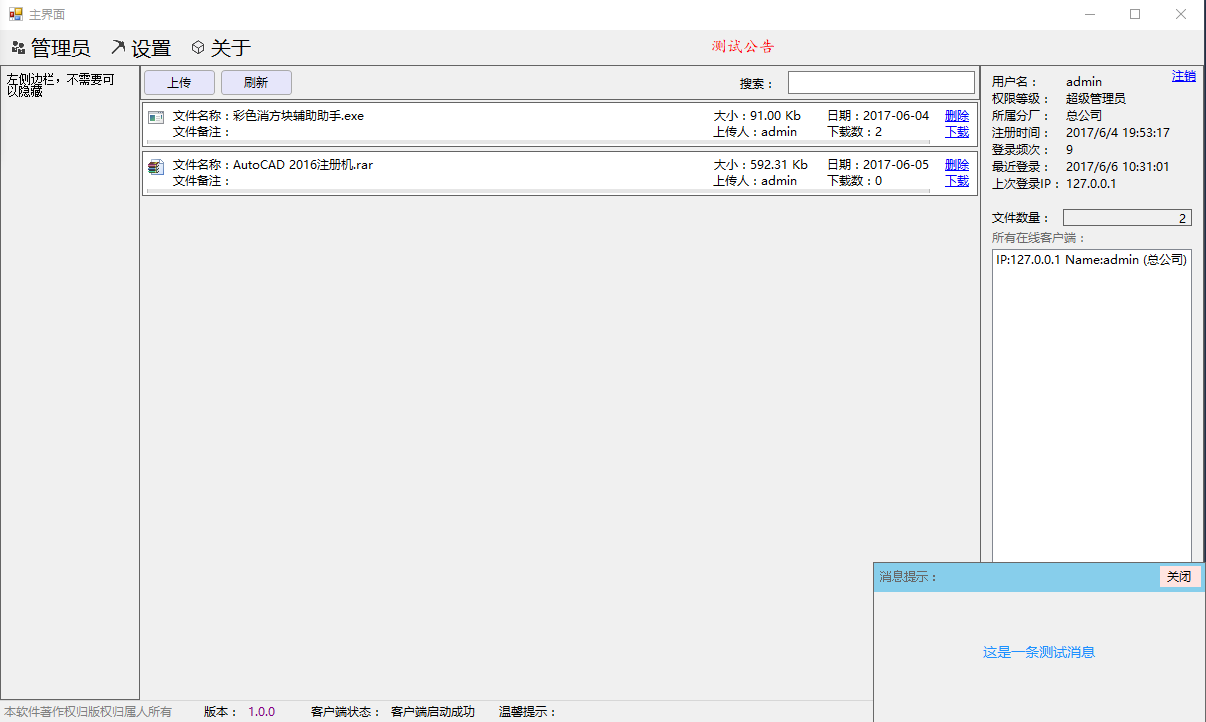 主界面
管理员 设置 关于 测试公告
左侧边栏，不需要可
以隐藏
上传 刷新 搜索：
文件名称：彩色消方块辅助助手.exe 大小：91.00 Kb 日期：2017-06-04 删除
文件备注： 上传人：admin 下载数：2 下载
文件名称：AutoCAD 2016注册机.rar 大小：592.31 Kb 日期：2017-06-05 删除
文件备注： 上传人：admin 下载数：0 下载
用户名： admin 注销
权限等级： 超级管理员
所属分厂： 总公司
注册时间： 2017/6/4 19:53:17
登录频次： 9
最近登录： 2017/6/6 10:31:01
上次登录IP： 127.0.0.1
文件数量： 2
所有在线客户端：
IP:127.0.0.1 Name:admin (总公司)
消息提示： 关闭
这是一条测试消息
本软件著作权归版权归属人所有 版本： 1.0.0 客户端状态： 客户端启动成功 温馨提示：